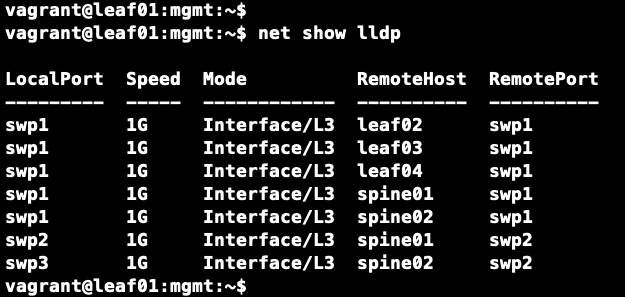 vagrant@leaf01:mgmt:~$
vagrant@leaf01:mgmt:~$ net show lldp
LocalPort  Speed  Mode          RemoteHost  RemotePort
---------  -----  ------------  ----------  ----------
swp1       1G     Interface/L3  leaf02      swp1
swp1       1G     Interface/L3  leaf03      swp1
swp1       1G     Interface/L3  leaf04      swp1
swp1       1G     Interface/L3  spine01     swp1
swp1       1G     Interface/L3  spine02     swp1
swp2       1G     Interface/L3  spine01     swp2
swp3       1G     Interface/L3  spine02     swp2
vagrant@leaf01:mgmt:~$